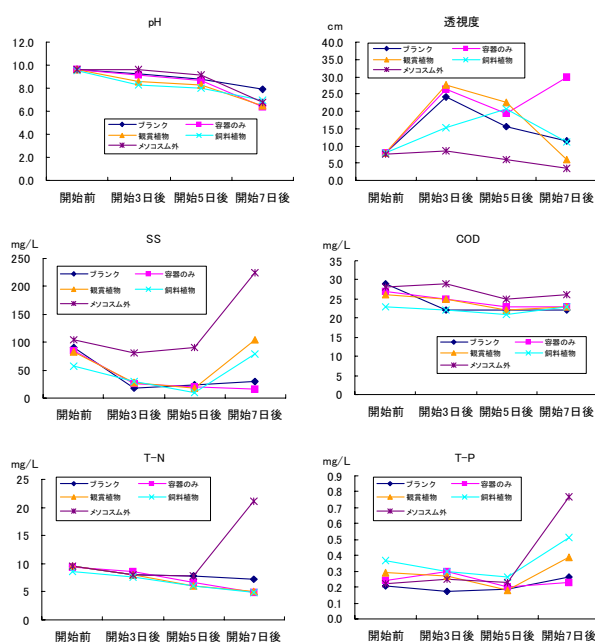 pH
12.0
10.0
8.0
6.0
4.0
2.0
0.0
ブランク 容器のみ
観賞植物 飼料植物
メソコスム外
開始前 開始3日後 開始5日後 開始7日後
透視度
cm
40.0
35.0
30.0
25.0
20.0
15.0
10.0
5.0
0.0
ブランク 容器のみ
観賞植物 飼料植物
メソコスム外
開始前 開始3日後 開始5日後 開始7日後
SS
mg/L
250
200
150
100
50
0
ブランク 容器のみ
観賞植物 飼料植物
メソコスム外
開始前 開始3日後 開始5日後 開始7日後
COD
mg/L
35
30
25
20
15
10
5
0
ブランク 容器のみ
観賞植物 飼料植物
メソコスム外
開始前 開始3日後 開始5日後 開始7日後
T-N
mg/L
25
20
15
10
5
0
ブランク 容器のみ
観賞植物 飼料植物
メソコスム外
開始前 開始3日後 開始5日後 開始7日後
T-P
mg/L
0.9
0.8
0.7
0.6
0.5
0.4
0.3
0.2
0.1
0.0
ブランク 容器のみ
観賞植物 飼料植物
メソコスム外
開始前 開始3日後 開始5日後 開始7日後